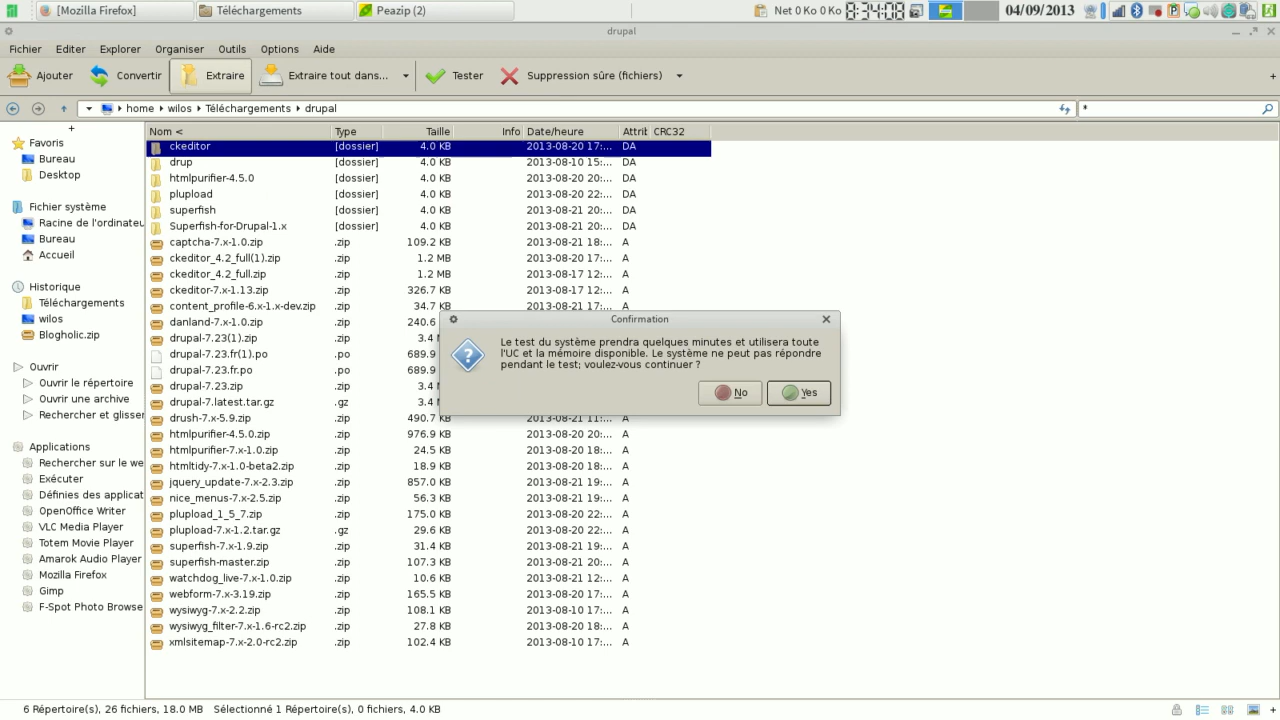 [Mozilla Firefox] Téléchargements Peazip (2) Net 0 Ko 0 Ko 8:34:08 04/09/2013
drupal
Fichier Editer Explorer Organiser Outils Options Aide
Ajouter Convertir Extraire Extraire tout dans... Tester Suppression sûre (fichiers) +
home wilos Téléchargements drupal *
+
Favoris
Bureau
Desktop
Fichier système
Racine de l'ordinateu
Bureau
Accueil
Historique
Téléchargements
wilos
Blogholic.zip
Ouvrir
Ouvrir le répertoire
Ouvrir une archive
Rechercher et glisser
Applications
Rechercher sur le we
Exécuter
Définies des applicat
OpenOffice Writer
VLC Media Player
Totem Movie Player
Amarok Audio Player
Mozilla Firefox
Gimp
F-Spot Photo Browse
Nom < Type Taille Info Date/heure Attrib CRC32
ckeditor [dossier] 4.0 KB 2013-08-20 17:... DA
drup [dossier] 4.0 KB 2013-08-10 15:... DA
htmlpurifier-4.5.0 [dossier] 4.0 KB 2013-08-20 20:... DA
plupload [dossier] 4.0 KB 2013-08-20 22:... DA
superfish [dossier] 4.0 KB 2013-08-21 20:... DA
Superfish-for-Drupal-1.x [dossier] 4.0 KB 2013-08-21 20:... DA
captcha-7.x-1.0.zip .zip 109.2 KB 2013-08-21 18:... A
ckeditor_4.2_full(1).zip .zip 1.2 MB 2013-08-20 17:... A
ckeditor_4.2_full.zip .zip 1.2 MB 2013-08-17 12:... A
ckeditor-7.x-1.13.zip .zip 326.7 KB 2013-08-17 12:... A
content_profile-6.x-1.x-dev.zip .zip 34.7 KB 2013-08-21 17:... A
danland-7.x-1.0.zip .zip 240.6
drupal-7.23(1).zip .zip 3.4
drupal-7.23.fr(1).po .po 689.9
drupal-7.23.fr.po .po 689.9
drupal-7.23.zip .zip 3.4
drupal-7.latest.tar.gz .gz 3.4
drush-7.x-5.9.zip .zip 490.7 KB 2013-08-21 11:... A
htmlpurifier-4.5.0.zip .zip 976.9 KB 2013-08-20 20:... A
htmlpurifier-7.x-1.0.zip .zip 24.5 KB 2013-08-20 18:... A
htmltidy-7.x-1.0-beta2.zip .zip 18.9 KB 2013-08-20 18:... A
jquery_update-7.x-2.3.zip .zip 857.0 KB 2013-08-21 19:... A
nice_menus-7.x-2.5.zip .zip 56.3 KB 2013-08-21 19:... A
plupload_1_5_7.zip .zip 175.0 KB 2013-08-20 22:... A
plupload-7.x-1.2.tar.gz .gz 29.6 KB 2013-08-20 22:... A
superfish-7.x-1.9.zip .zip 31.4 KB 2013-08-21 19:... A
superfish-master.zip .zip 107.3 KB 2013-08-21 20:... A
watchdog_live-7.x-1.0.zip .zip 10.6 KB 2013-08-21 12:... A
webform-7.x-3.19.zip .zip 165.5 KB 2013-08-10 17:... A
wysiwyg-7.x-2.2.zip .zip 108.1 KB 2013-08-10 17:... A
wysiwyg_filter-7.x-1.6-rc2.zip .zip 27.8 KB 2013-08-20 18:... A
xmlsitemap-7.x-2.0-rc2.zip .zip 102.4 KB 2013-08-10 17:... A
Confirmation
Le test du système prendra quelques minutes et utilisera toute
l'UC et la mémoire disponible. Le système ne peut pas répondre
pendant le test; voulez-vous continuer ?
No Yes
6 Répertoire(s), 26 fichiers, 18.0 MB Sélectionné 1 Répertoire(s), 0 fichiers, 4.0 KB +